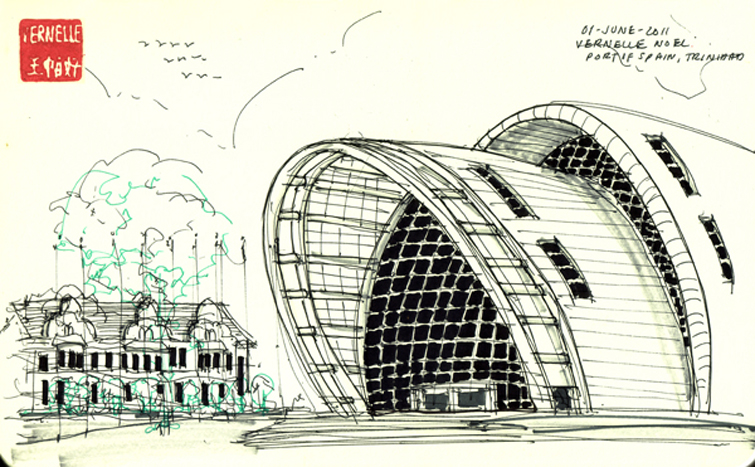 VERNELLE
01-JUNE-2011
VERNELLE NOEL.
PORT OF SPAIN, TRINIDAD